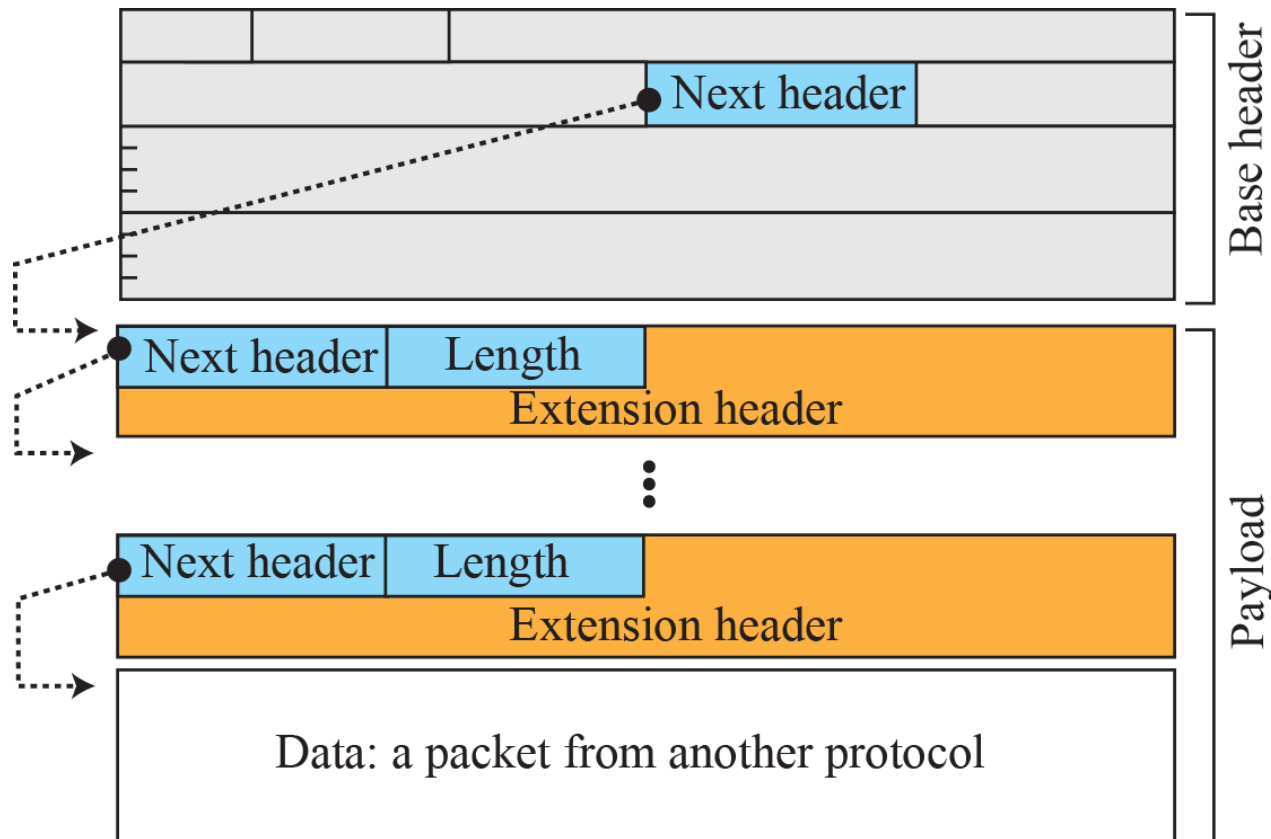 Next header
Base header
Next header
Length
Extension header
Next header
Length
Extension header
Payload
Data: a packet from another protocol